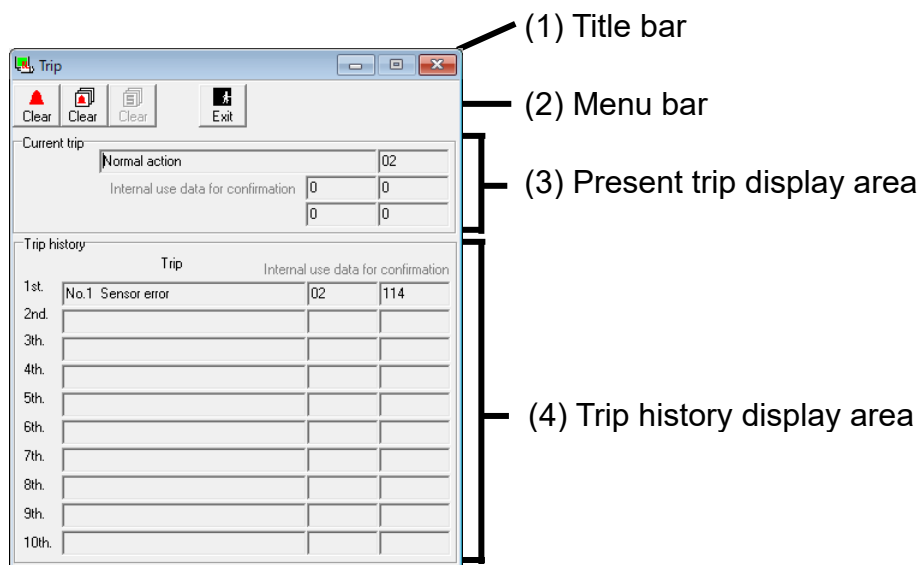 (1) Title bar
Trip
(2) Menu bar
Clear Clear Clear Exit
Current trip
Normal action 02
(3) Present trip display area
Internal use data for confirmation 0 0
0 0
Trip history
Trip Internal use data for confirmation
1st. No.1 Sensor error 02 114
2nd.
3th.
4th.
5th.
(4) Trip history display area
6th.
7th.
8th.
9th.
10th.